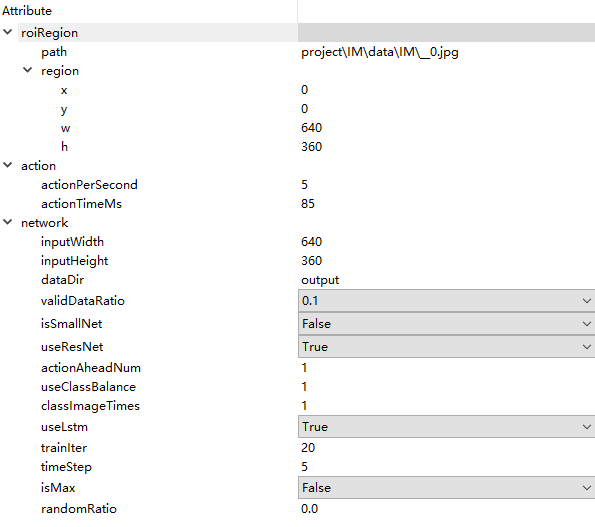 Attribute
roiRegion
path project\IM\data\IM\__0.jpg
region
x 0
y 0
w 640
h 360
action
actionPerSecond 5
actionTimeMs 85
network
inputWidth 640
inputHeight 360
dataDir output
validDataRatio 0.1
isSmallNet False
useResNet True
actionAheadNum 1
useClassBalance 1
classImageTimes 1
useLstm True
trainIter 20
timeStep 5
isMax False
randomRatio 0.0